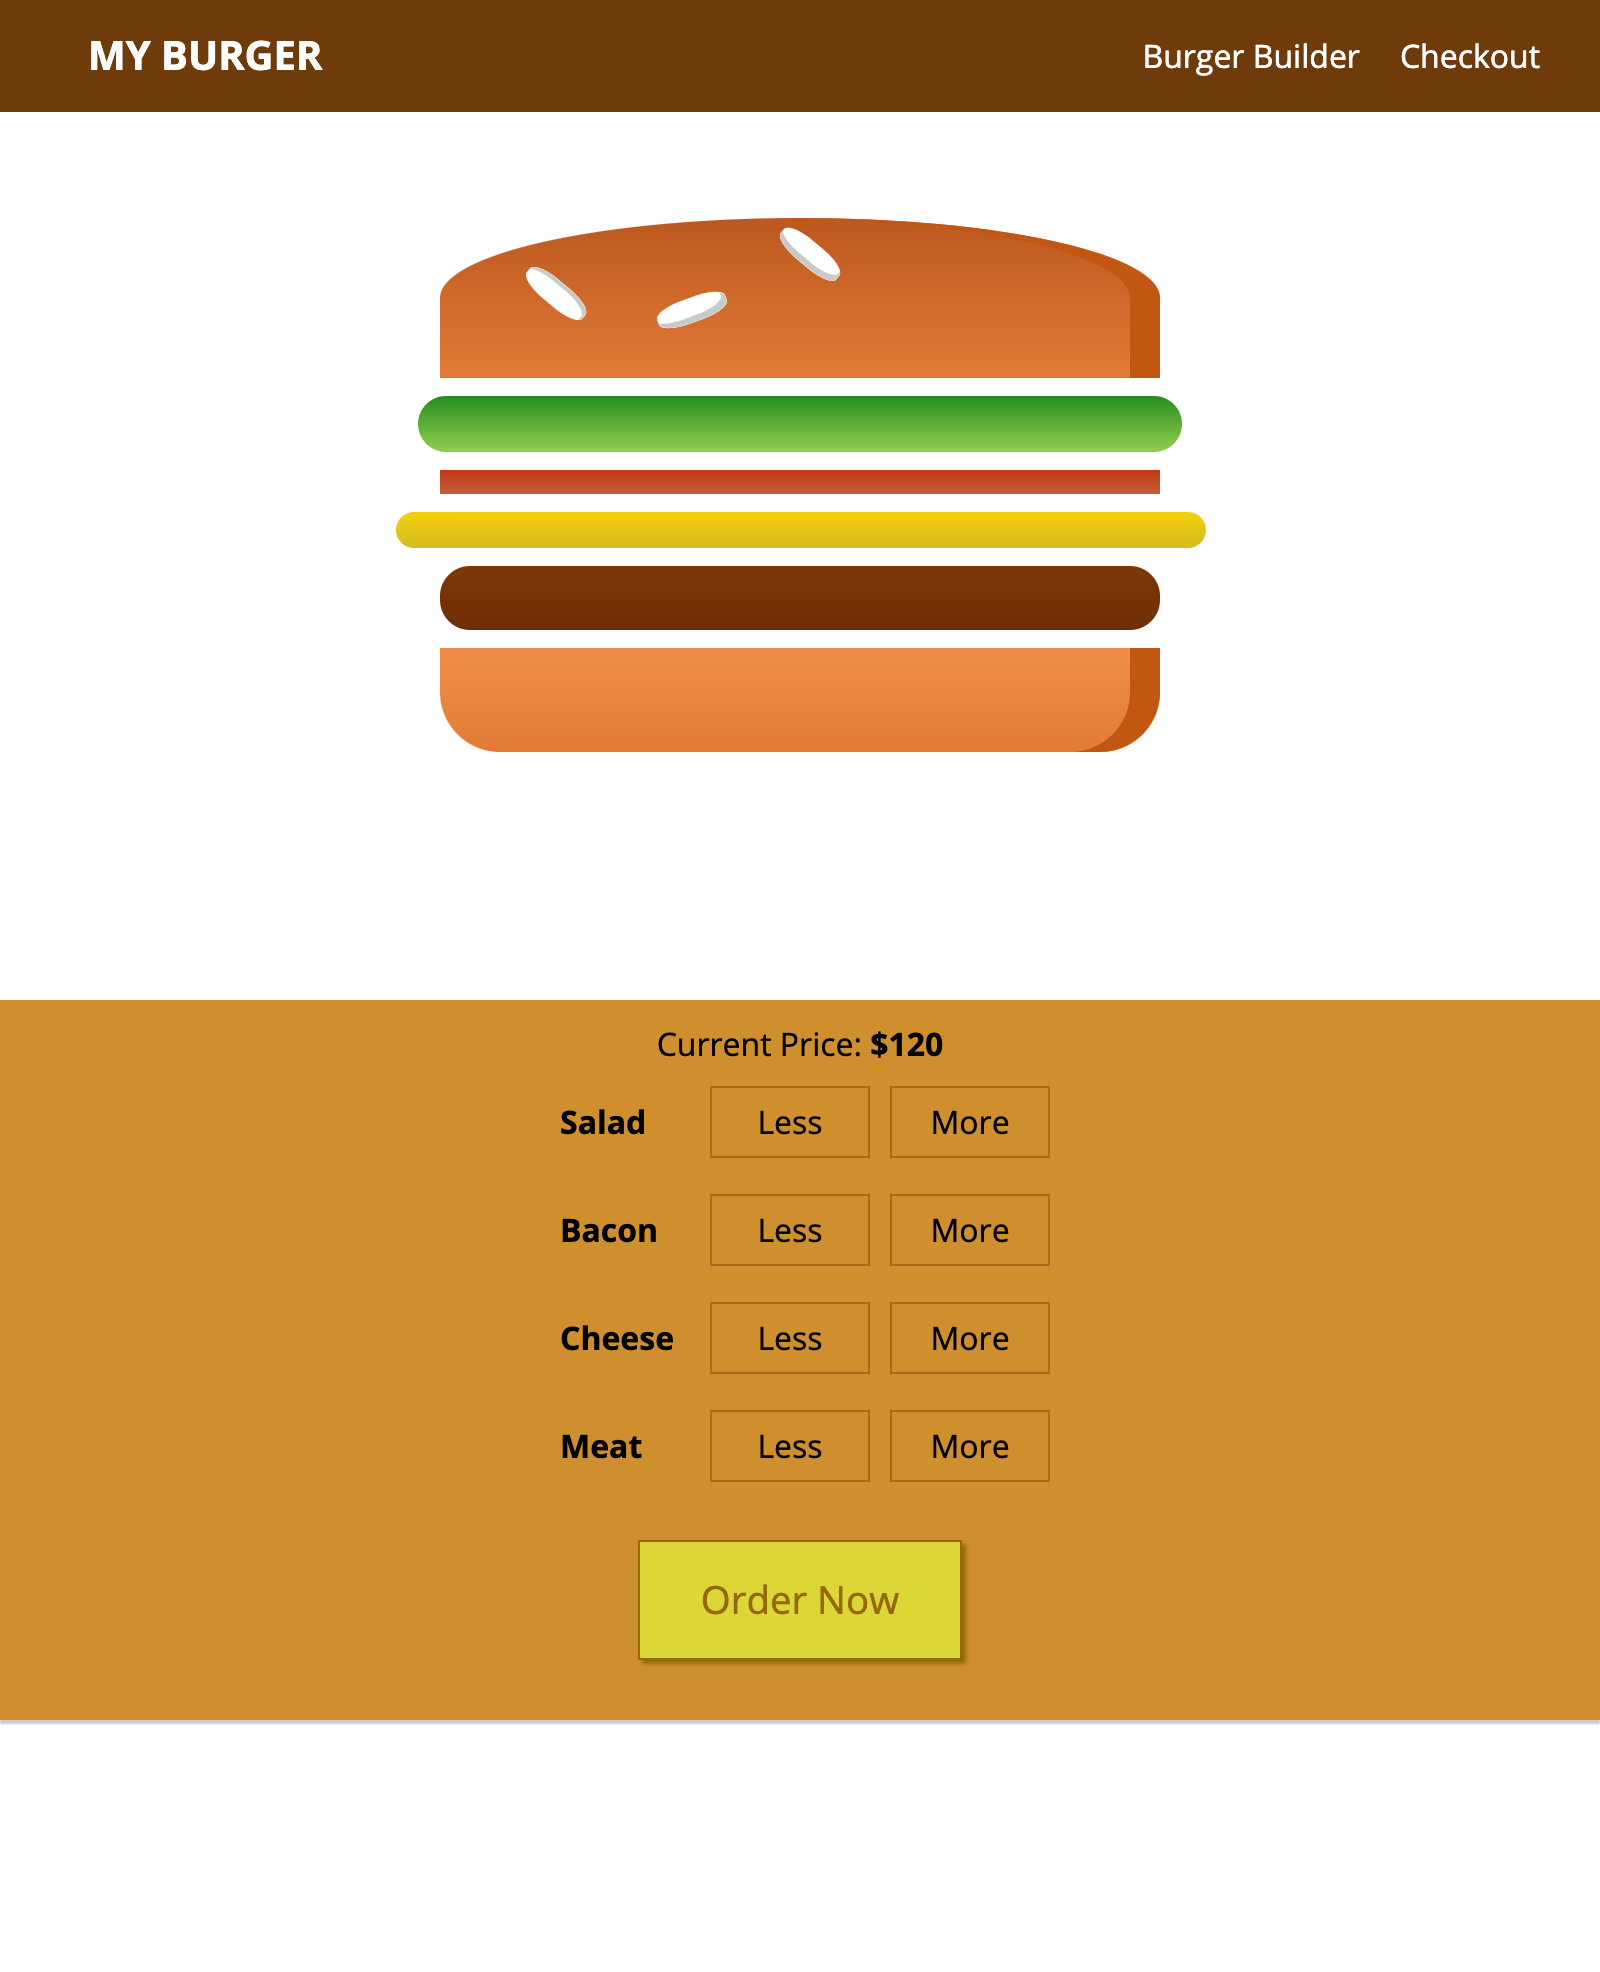 MY BURGER Burger Builder Checkout
Current Price: $120
Salad Less More
Bacon Less More
Cheese Less More
Meat Less More
Order Now